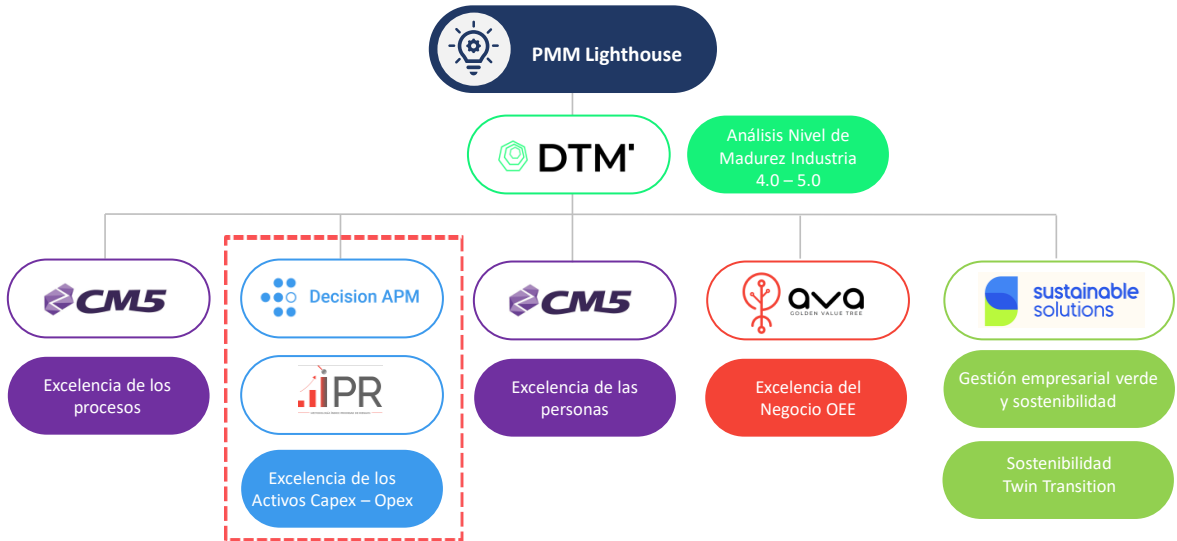 PMM Lighthouse
DTM
Análisis Nivel de
Madurez Industria
4.0 – 5.0
CM5
Excelencia de los
procesos
Decision APM
iPR
Excelencia de los
Activos Capex – Opex
CM5
Excelencia de las
personas
ava
GOLDEN VALUE TREE
Excelencia del
Negocio OEE
sustainable
solutions
Gestión empresarial verde
y sostenibilidad
Sostenibilidad
Twin Transition